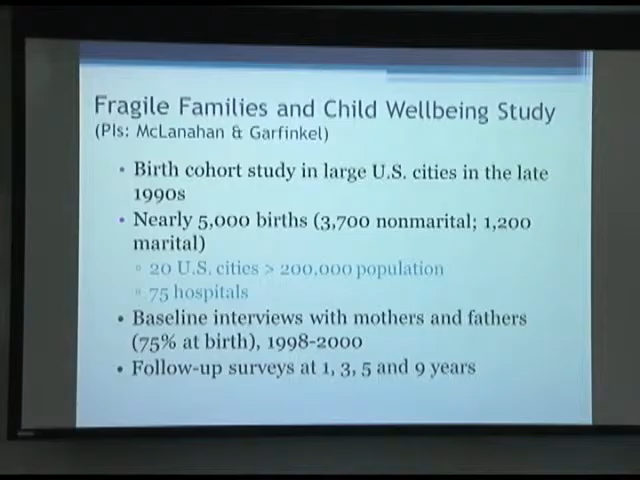 Fragile Families and Child Wellbeing Study
(PIs: McLanahan & Garfinkel)
• Birth cohort study in large U.S. cities in the late
1990s
• Nearly 5,000 births (3,700 nonmarital; 1,200
marital)
▫ 20 U.S. cities > 200,000 population
▫ 75 hospitals
• Baseline interviews with mothers and fathers
(75% at birth), 1998-2000
• Follow-up surveys at 1, 3, 5 and 9 years